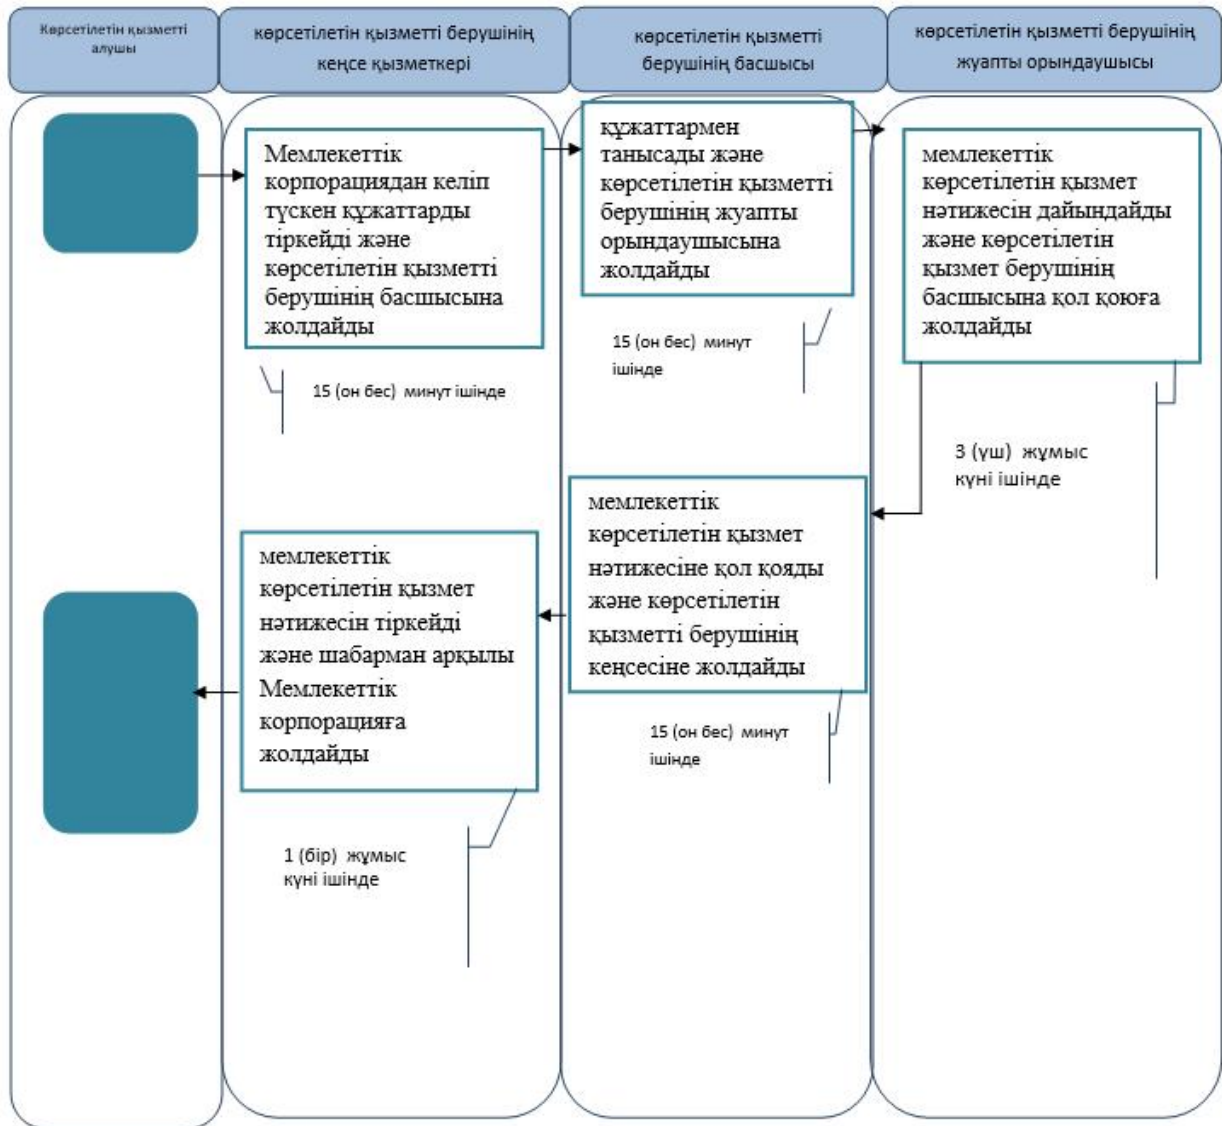 Көрсетілетін қызметті
алушы
көрсетілетін қызметті берушінің
кеңсе қызметкері
көрсетілетін қызметті
берушінің басшысы
көрсетілетін қызметті берушінің
жуапты орындаушысы
Мемлекеттік
корпорациядан келіп
түскен құжаттарды
тіркейді және
көрсетілетін қызметті
берушінің басшысына
жолдайды
15 (он бес) минут ішінде
құжаттармен
танысады және
көрсетілетін қызметті
берушінің жуапты
орындаушысына
жолдайды
15 (он бес) минут
ішінде
мемлекеттік
көрсетілетін қызмет
нәтижесін дайындайды
және көрсетілетін
қызмет берушінің
басшысына қол қоюға
жолдайды
3 (үш) жұмыс
күні ішінде
мемлекеттік
көрсетілетін қызмет
нәтижесіне қол қояды
және көрсетілетін
қызметті берушінің
кеңсесіне жолдайды
15 (он бес) минут
ішінде
мемлекеттік
көрсетілетін қызмет
нәтижесін тіркейді
және шабарман арқылы
Мемлекеттік
корпорацияға
жолдайды
1 (бір) жұмыс
күні ішінде